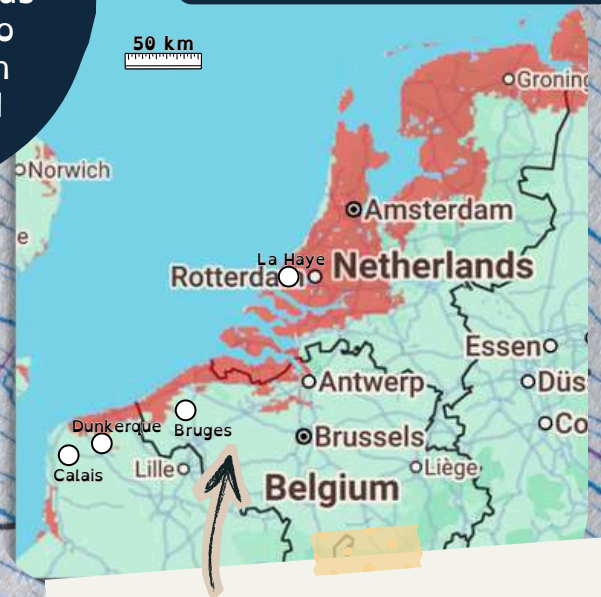 50 km
Groning
Norwich
e
Amsterdam
La Haye
Rotterda
Netherlands
Essen
Antwerp
Düs
Bruges
Dunkerque
Co
Brussels
Liège
Lille
Calais
Belgium